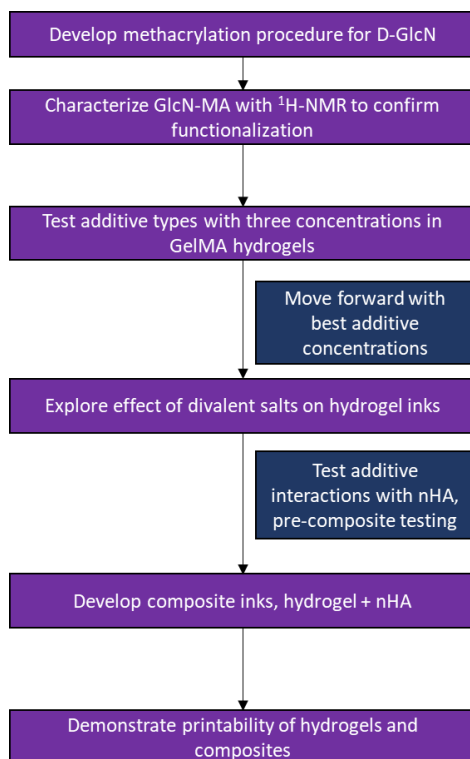 Develop methacrylation procedure for D-GlcN
Characterize GlcN-MA with ¹H-NMR to confirm
functionalization
Test additive types with three concentrations in
GelMA hydrogels
Move forward with
best additive
concentrations
Explore effect of divalent salts on hydrogel inks
Test additive
interactions with nHA,
pre-composite testing
Develop composite inks, hydrogel + nHA
Demonstrate printability of hydrogels and
composites